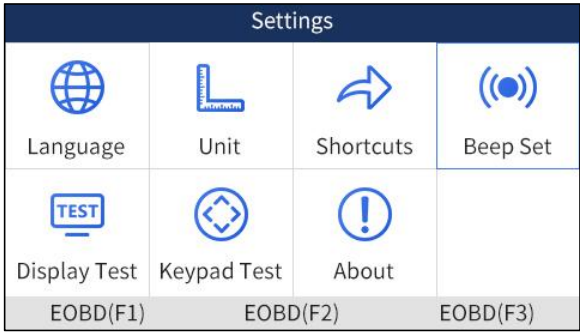 Settings
Language Unit Shortcuts Beep Set
TEST
Display Test Keypad Test About
EOBD(F1) EOBD(F2) EOBD(F3)